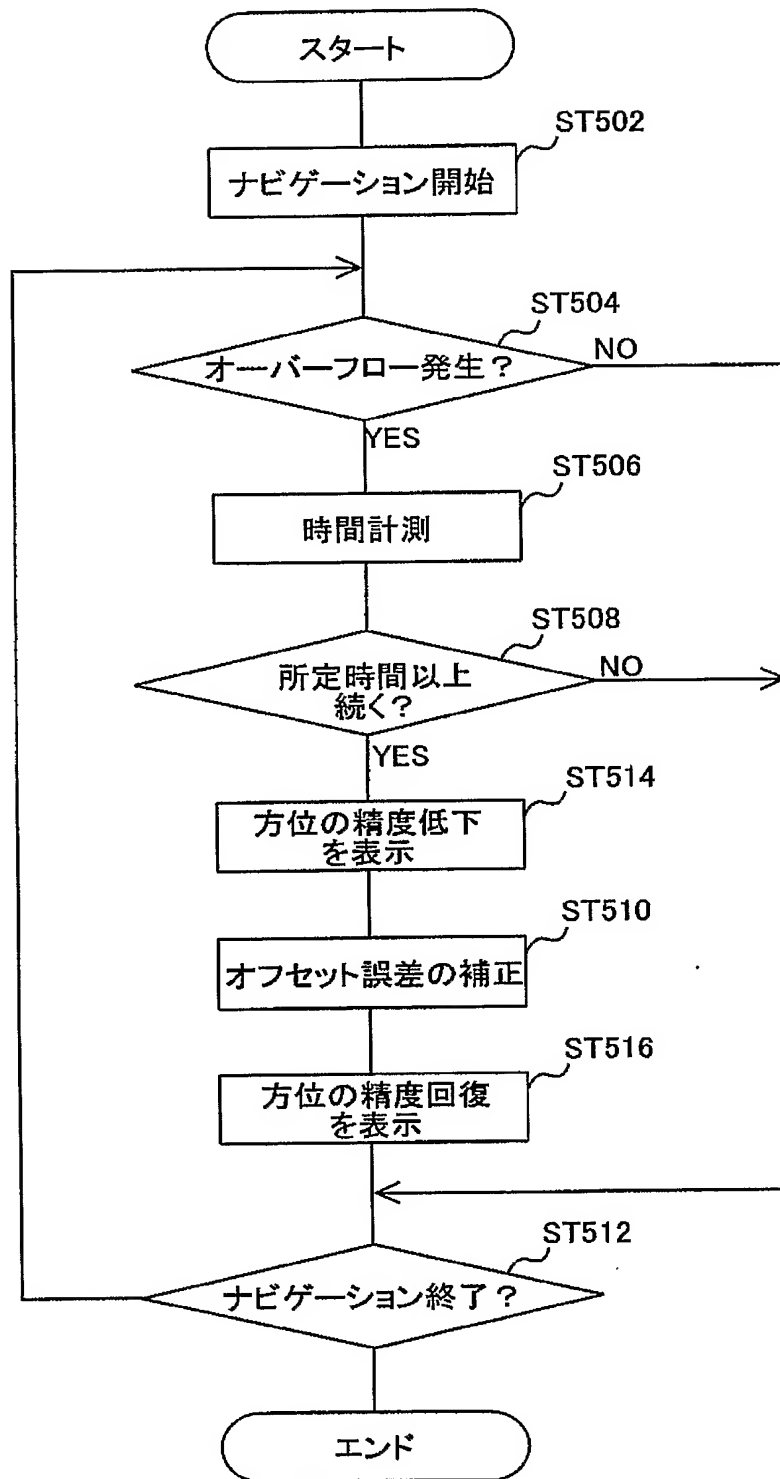 スタート
ST502
ナビゲーション開始
ST504
オーバーフロー発生？
NO
YES
ST506
時間計測
ST508
所定時間以上
続く？
NO
YES
ST514
方位の精度低下
を表示
ST510
オフセット誤差の補正
ST516
方位の精度回復
を表示
ST512
ナビゲーション終了？
エンド